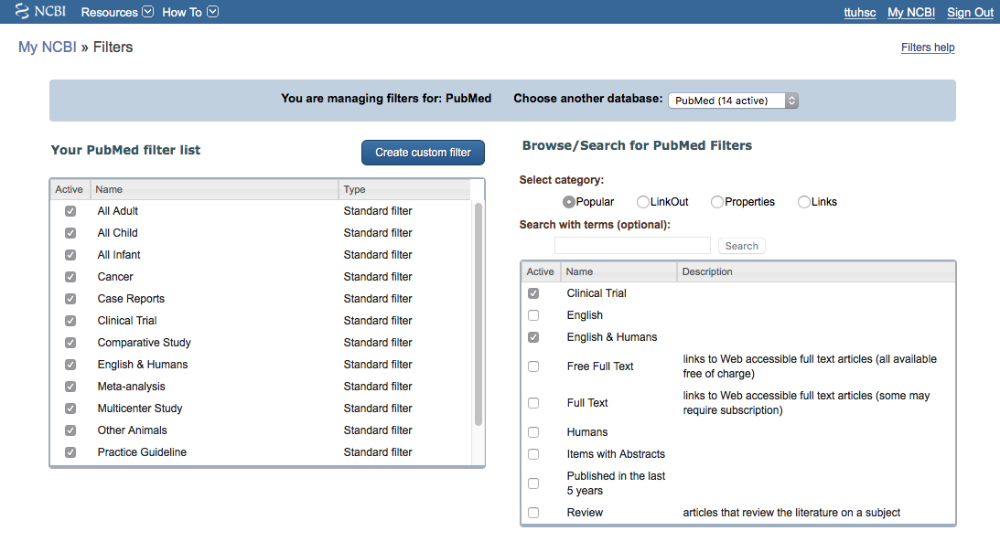 NCBI Resources How To ttuhsc My NCBI Sign Out
My NCBI » Filters Filters help
You are managing filters for: PubMed Choose another database: PubMed (14 active)
Your PubMed filter list Create custom filter
Active Name Type
All Adult Standard filter
All Child Standard filter
All Infant Standard filter
Cancer Standard filter
Case Reports Standard filter
Clinical Trial Standard filter
Comparative Study Standard filter
English & Humans Standard filter
Meta-analysis Standard filter
Multicenter Study Standard filter
Other Animals Standard filter
Practice Guideline Standard filter
Browse/Search for PubMed Filters
Select category:
Popular LinkOut Properties Links
Search with terms (optional):
Search
Active Name Description
Clinical Trial
English
English & Humans
Free Full Text links to Web accessible full text articles (all available
free of charge)
Full Text links to Web accessible full text articles (some may
require subscription)
Humans
Items with Abstracts
Published in the last
5 years
Review articles that review the literature on a subject